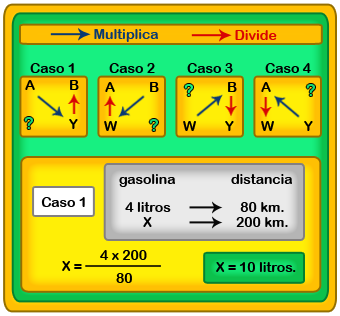 Multiplica Divide
Caso 1 Caso 2 Caso 3 Caso 4
A B A B ? B A ?
? Y W ? W Y W Y
Caso 1
gasolina distancia
4 litros 80 km.
X 200 km.
X = 4 x 200
80
X = 10 litros.